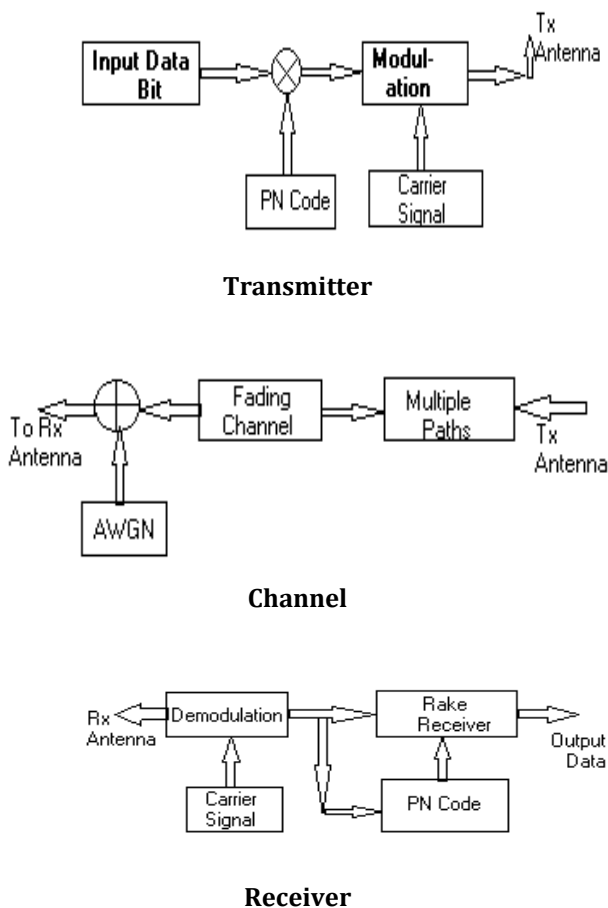 Input Data
Bit
Modul-
ation
Tx
Antenna
PN Code
Carrier
Signal
Transmitter
To Rx
Antenna
Fading
Channel
Multiple
Paths
Tx
Antenna
AWGN
Channel
Rx
Antenna
Demodulation
Rake
Receiver
Output
Data
Carrier
Signal
PN Code
Receiver